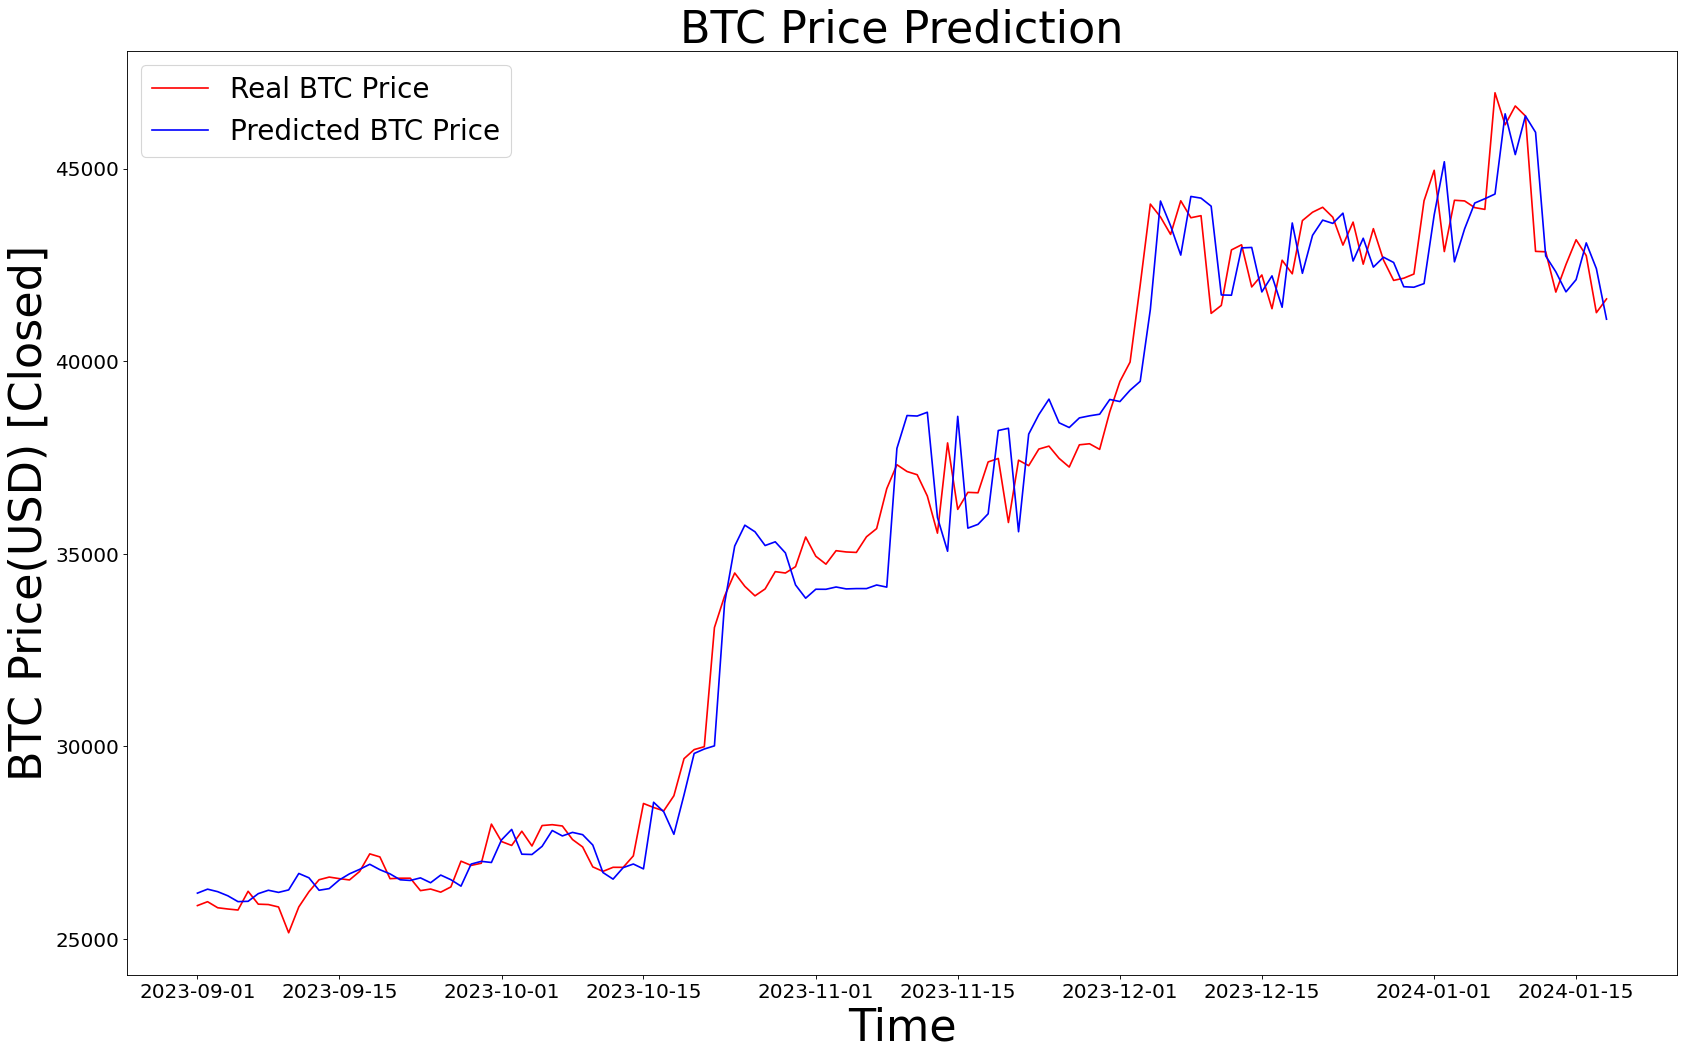 BTC Price Prediction
Real BTC Price
Predicted BTC Price
BTC Price(USD) [Closed]
45000
40000
35000
30000
25000
2023-09-01 2023-09-15 2023-10-01 2023-10-15 2023-11-01 2023-11-15 2023-12-01 2023-12-15 2024-01-01 2024-01-15
Time